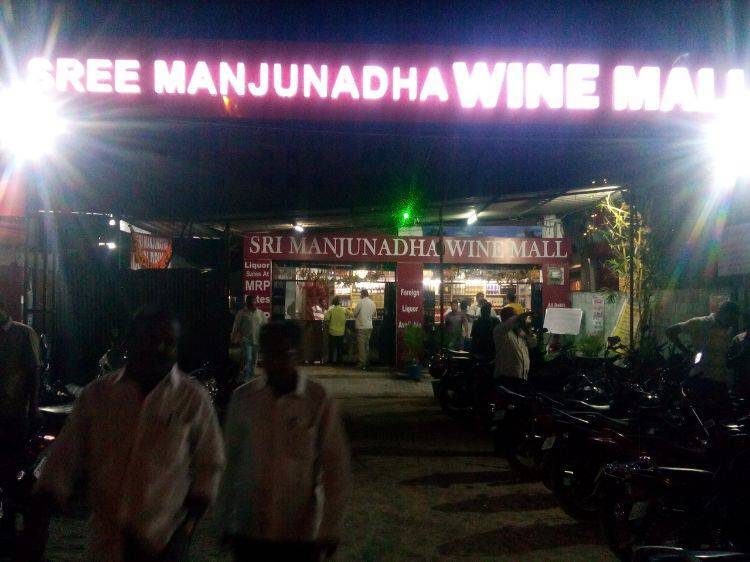 SREE MANJUNADHA WINE MALL
SRI MANJUNADHA WINE MALL
Liquor
Sales At
MRP
Foreign
Liquor